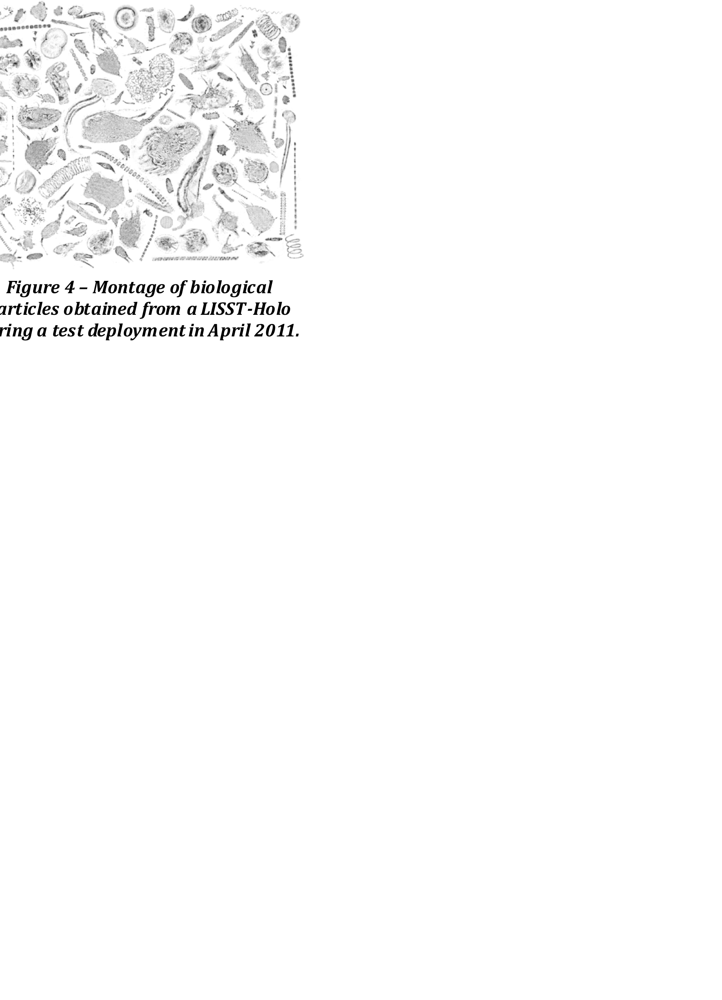 Figure 4 – Montage of biological
articles obtained from a LISST-Holo
ring a test deployment in April 2011.